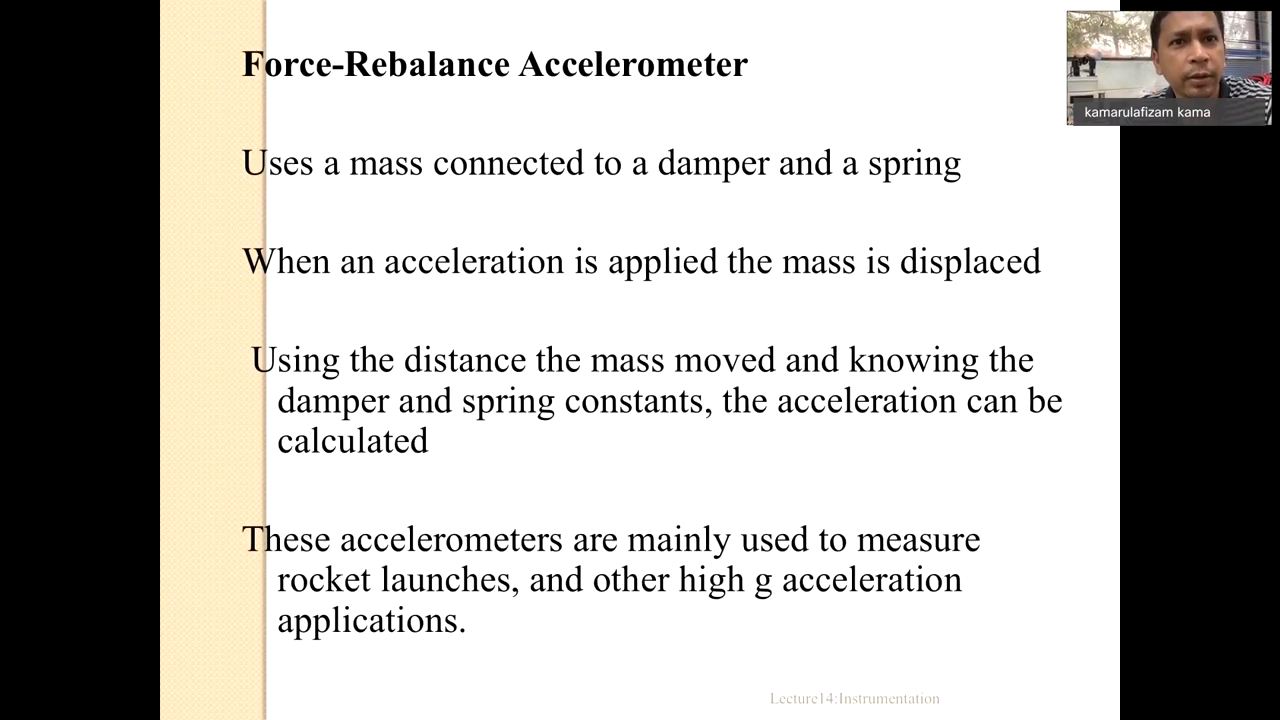 Force-Rebalance Accelerometer
kamarulafizam kama
Uses a mass connected to a damper and a spring
When an acceleration is applied the mass is displaced
Using the distance the mass moved and knowing the
damper and spring constants, the acceleration can be
calculated
These accelerometers are mainly used to measure
rocket launches, and other high g acceleration
applications.
Lecture14:Instrumentation